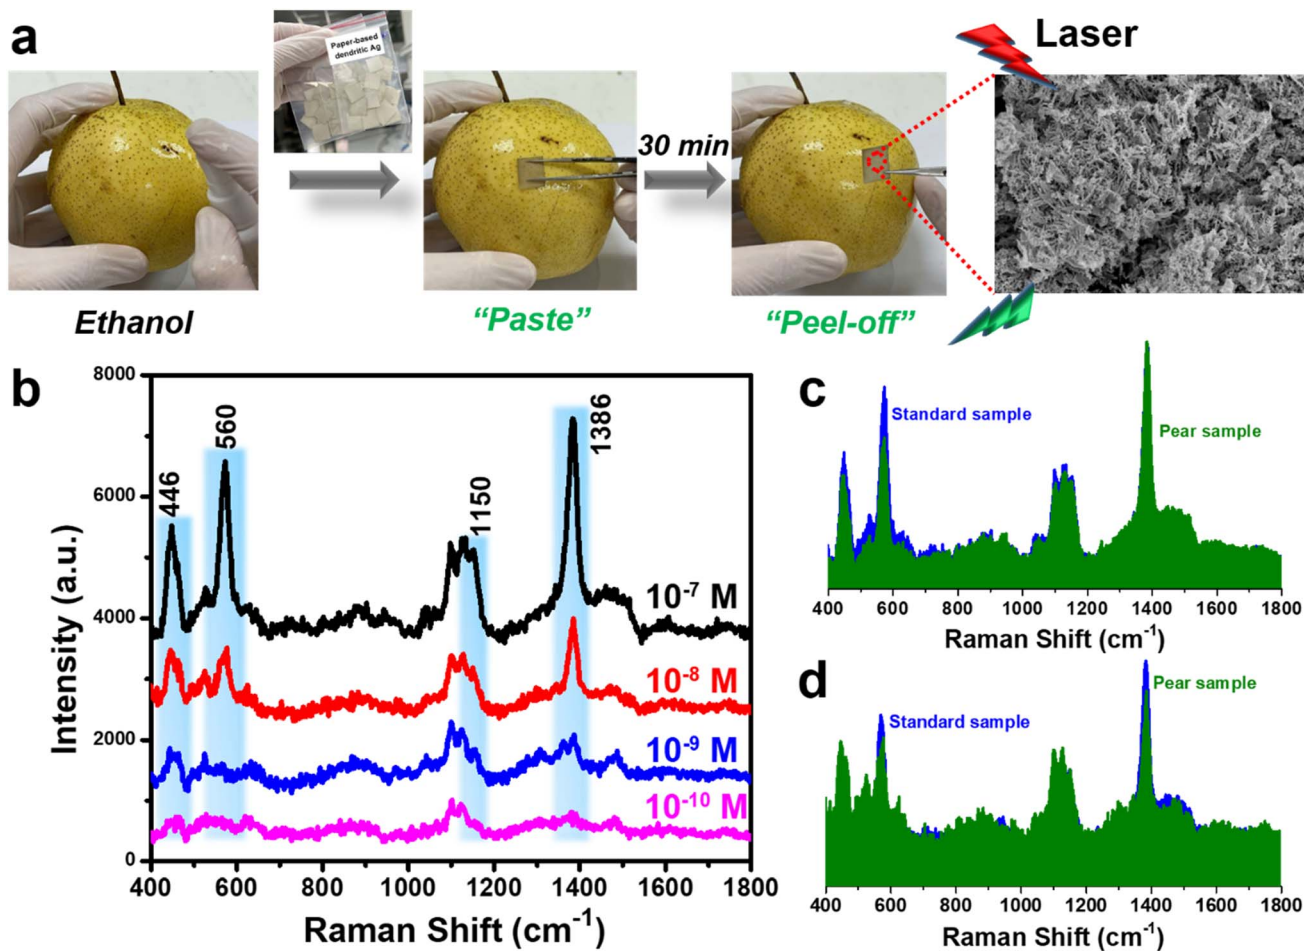 a
Paper-based
dendritic Ag
Laser
30 min
Ethanol
“Paste”
“Peel-off”
b
8000
6000
4000
2000
0
Intensity (a.u.)
446
560
1150
1386
10⁻⁷ M
10⁻⁸ M
10⁻⁹ M
10⁻¹⁰ M
400 600 800 1000 1200 1400 1600 1800
Raman Shift (cm⁻¹)
c
Standard sample
Pear sample
400 600 800 1000 1200 1400 1600 1800
Raman Shift (cm⁻¹)
d
Standard sample
Pear sample
400 600 800 1000 1200 1400 1600 1800
Raman Shift (cm⁻¹)